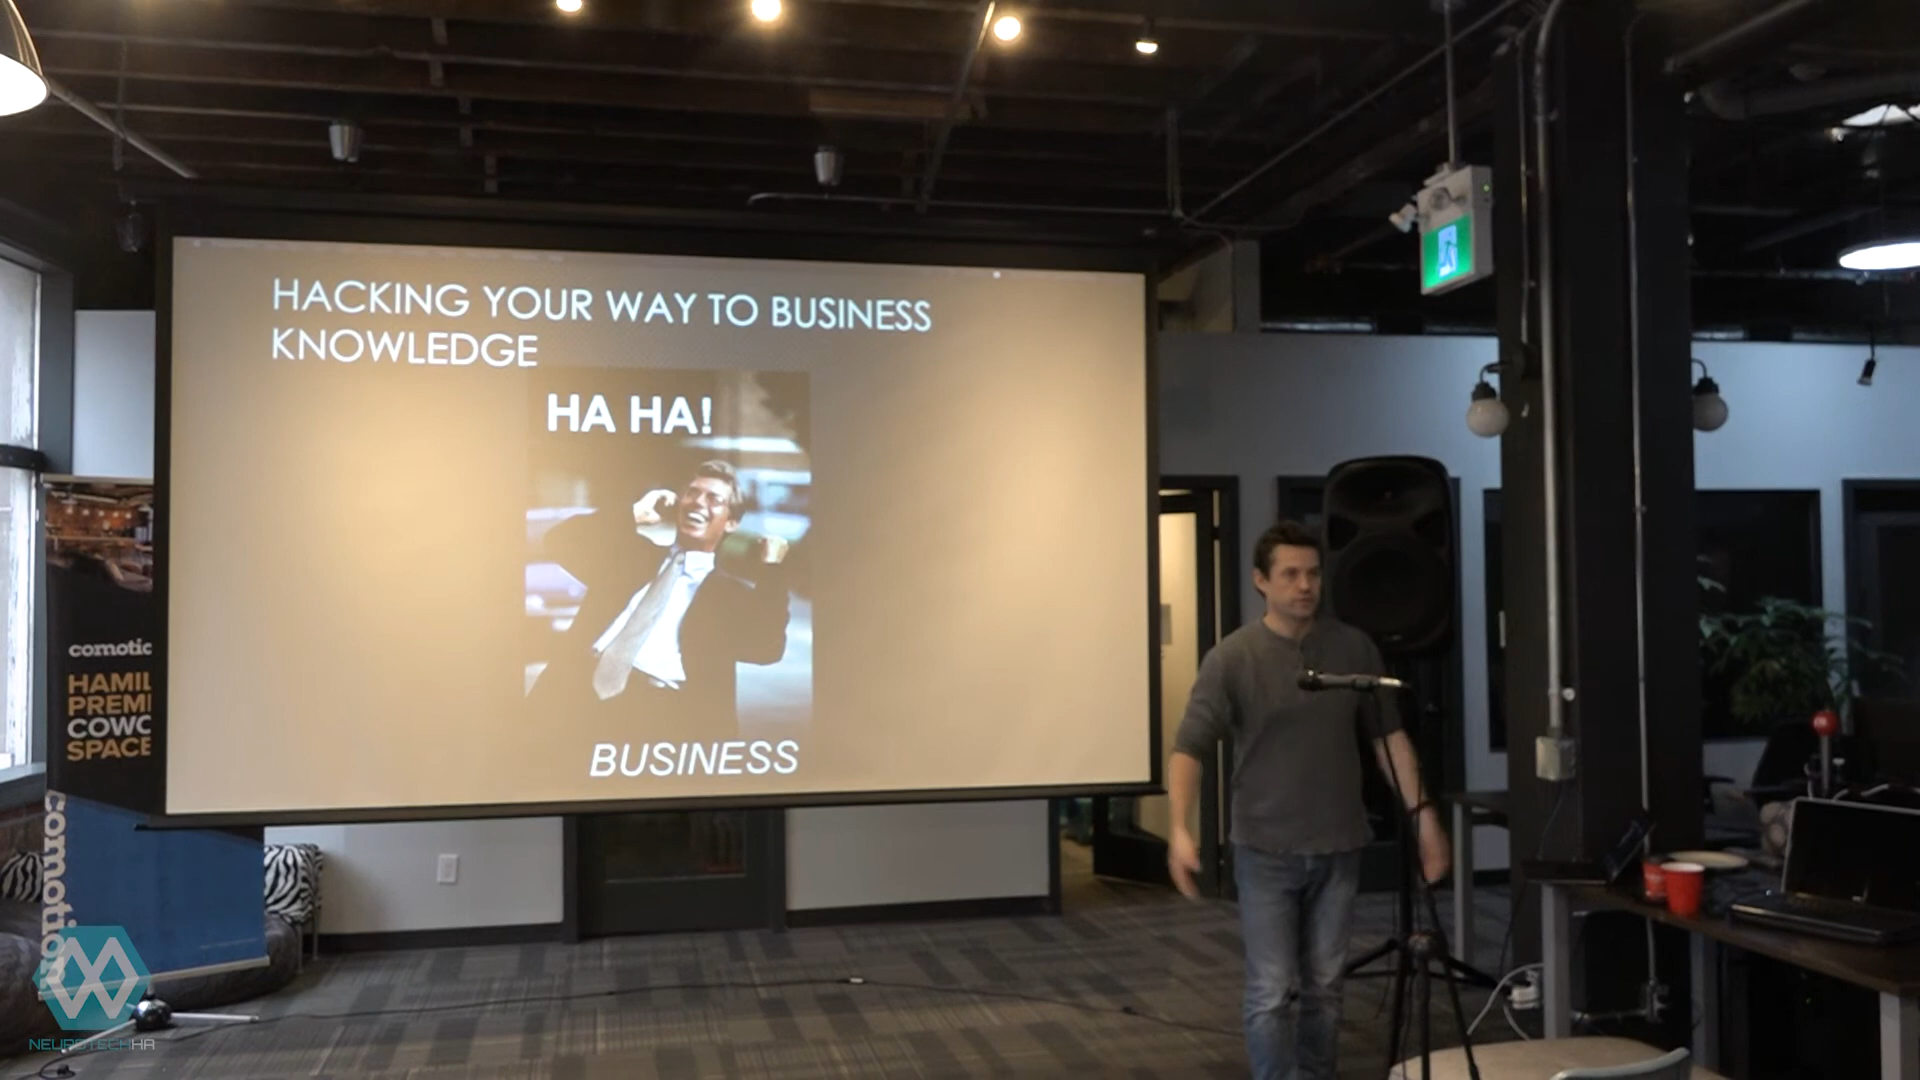 HACKING YOUR WAY TO BUSINESS
KNOWLEDGE
HA HA!
BUSINESS
comotic
HAMIL
PREMI
COWO
SPACE
comotion
NEUROTECHHA